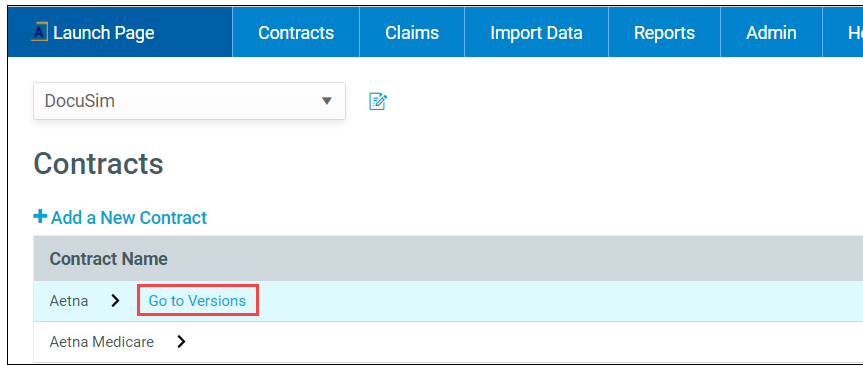 Launch Page Contracts Claims Import Data Reports Admin
DocuSim
Contracts
+ Add a New Contract
Contract Name
Aetna > Go to Versions
Aetna Medicare >